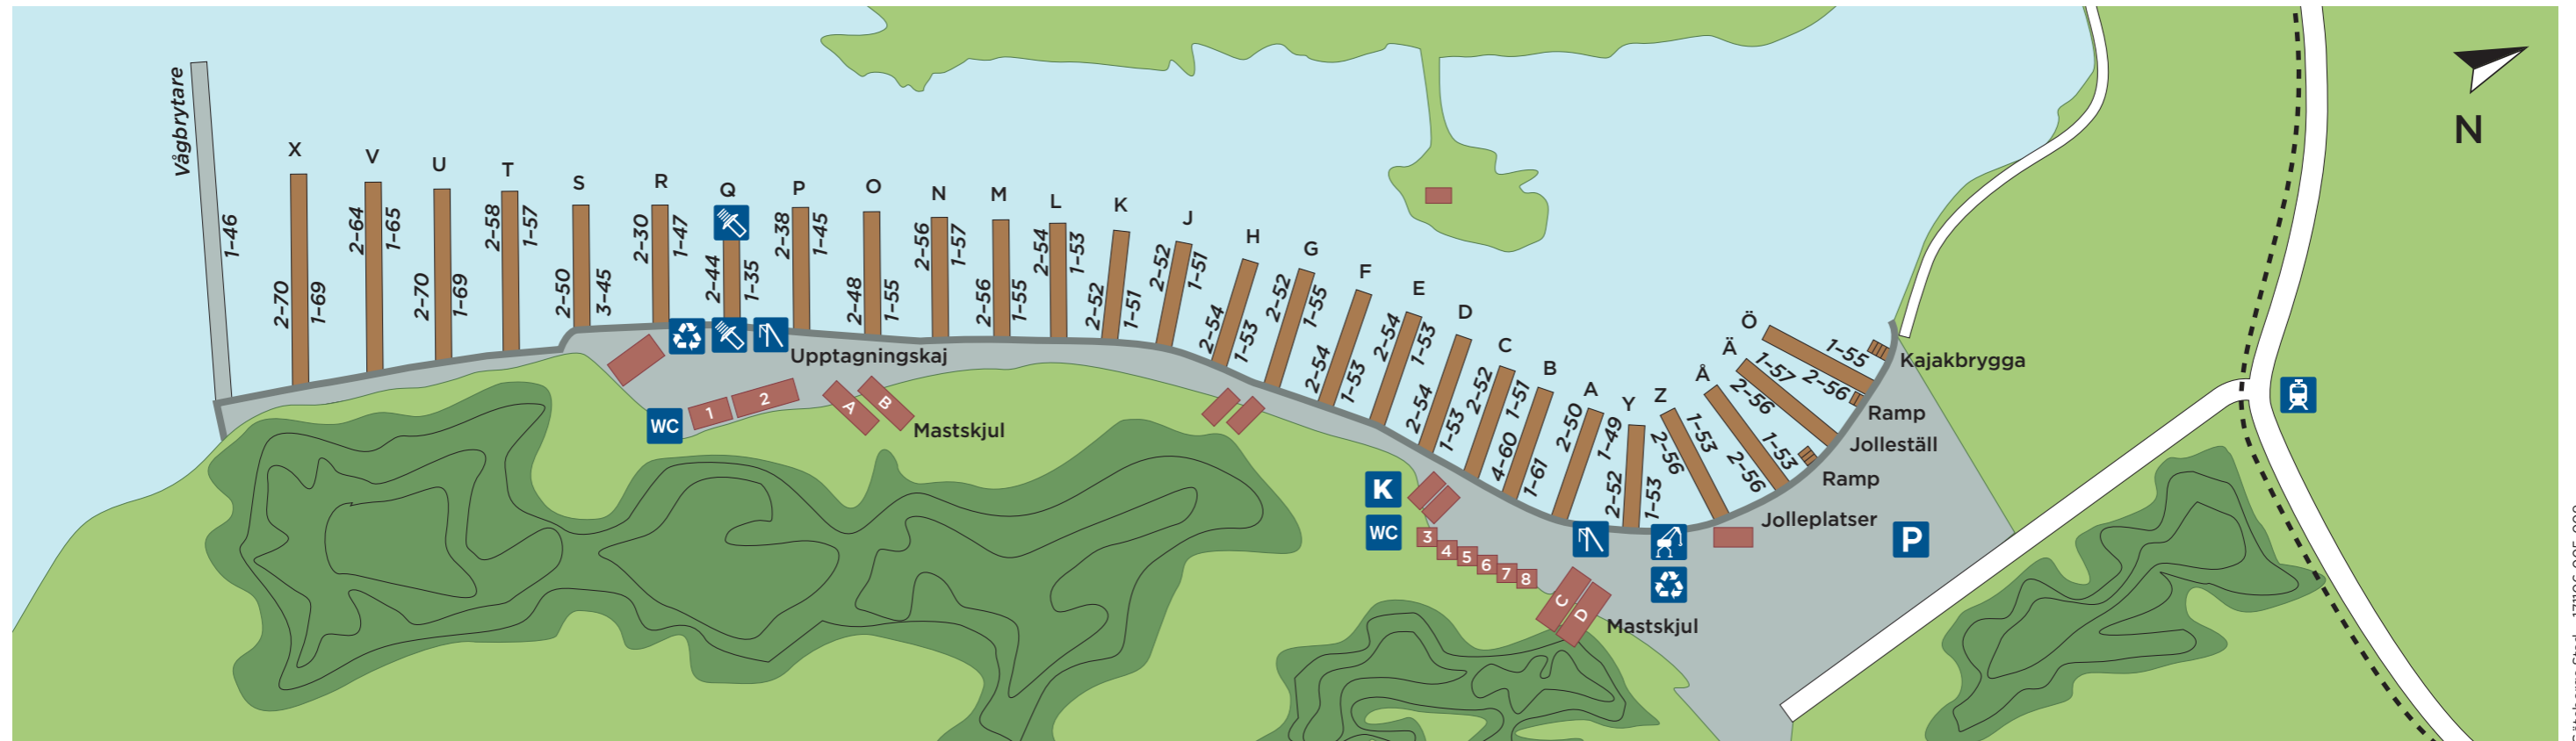 Vågbrytare
1–46
X
2–70
1–69
V
2–64
1–65
U
2–70
1–69
T
2–58
1–57
S
2–50
3–45
R
2–30
1–47
Q
2–44
1–35
P
2–38
1–45
O
2–48
1–55
N
2–56
1–57
M
2–56
1–55
L
2–54
1–53
K
2–52
1–51
J
2–52
1–51
H
2–54
1–53
G
2–52
1–55
F
2–54
1–53
E
2–54
1–53
D
2–54
1–53
C
2–52
1–51
B
4–60
1–61
A
2–50
1–49
Y
2–52
1–53
Z
2–56
1–53
Å
2–56
1–53
Ä
2–56
1–57
Ö
2–56
1–55
N
Upptagningskaj
Kajakbrygga
Ramp
Jolleställ
Ramp
Jolleplatser
P
WC
1
2
A
B
Mastskjul
K
WC
3
4
5
6
7
8
C
D
Mastskjul